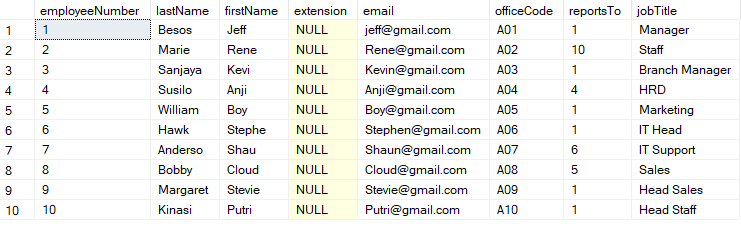 employeeNumber lastName firstName extension email officeCode reportsTo jobTitle
1 1 Besos Jeff NULL jeff@gmail.com A01 1 Manager
2 2 Marie Rene NULL Rene@gmail.com A02 10 Staff
3 3 Sanjaya Kevi NULL Kevin@gmail.com A03 1 Branch Manager
4 4 Susilo Anji NULL Anji@gmail.com A04 4 HRD
5 5 William Boy NULL Boy@gmail.com A05 1 Marketing
6 6 Hawk Stephe NULL Stephen@gmail.com A06 1 IT Head
7 7 Anderso Shau NULL Shaun@gmail.com A07 6 IT Support
8 8 Bobby Cloud NULL Cloud@gmail.com A08 5 Sales
9 9 Margaret Stevie NULL Stevie@gmail.com A09 1 Head Sales
10 10 Kinasi Putri NULL Putri@gmail.com A10 1 Head Staff